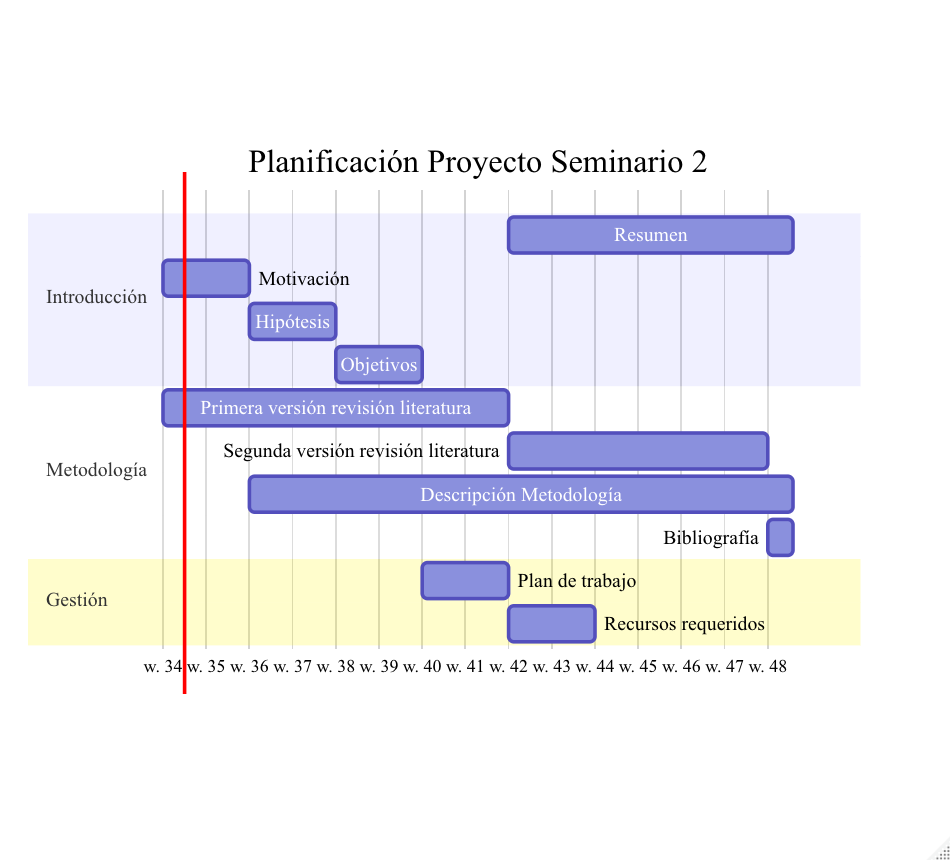 Planificación Proyecto Seminario 2
Resumen
Motivación
Introducción
Hipótesis
Objetivos
Primera versión revisión literatura
Segunda versión revisión literatura
Metodología
Descripción Metodología
Bibliografía
Plan de trabajo
Gestión
Recursos requeridos
w. 34 w. 35 w. 36 w. 37 w. 38 w. 39 w. 40 w. 41 w. 42 w. 43 w. 44 w. 45 w. 46 w. 47 w. 48